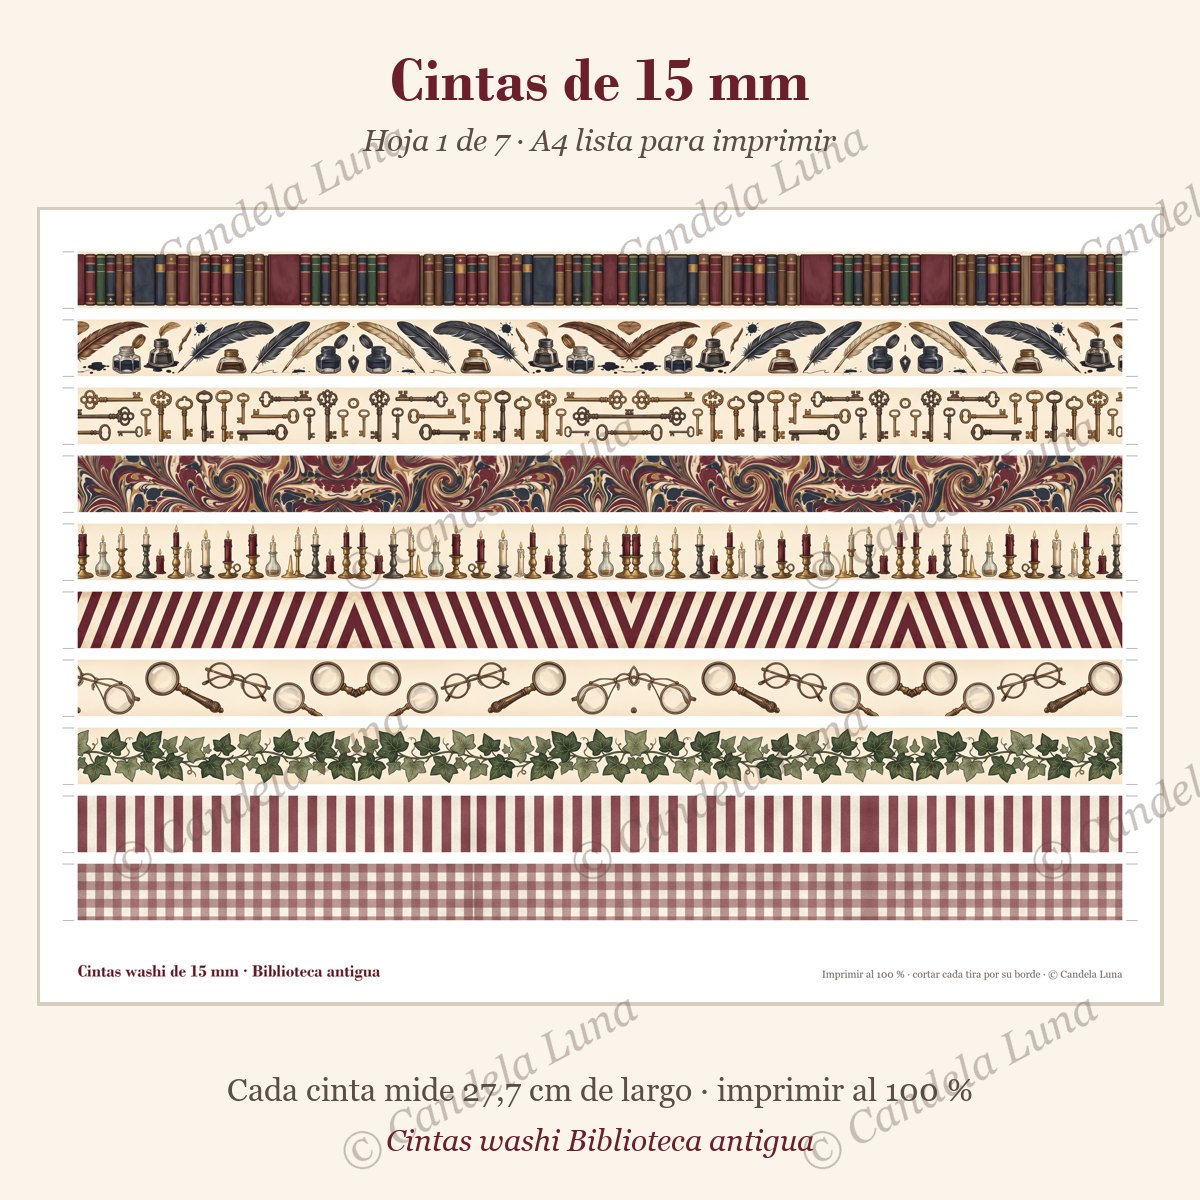 Cintas de 15 mm
Hoja 1 de 7 · A4 lista para imprimir
Cintas washi de 15 mm · Biblioteca antigua
Imprimir al 100 % · cortar cada tira por su borde · © Candela Luna
Cada cinta mide 27,7 cm de largo · imprimir al 100 %
Cintas washi Biblioteca antigua
© Candela Luna